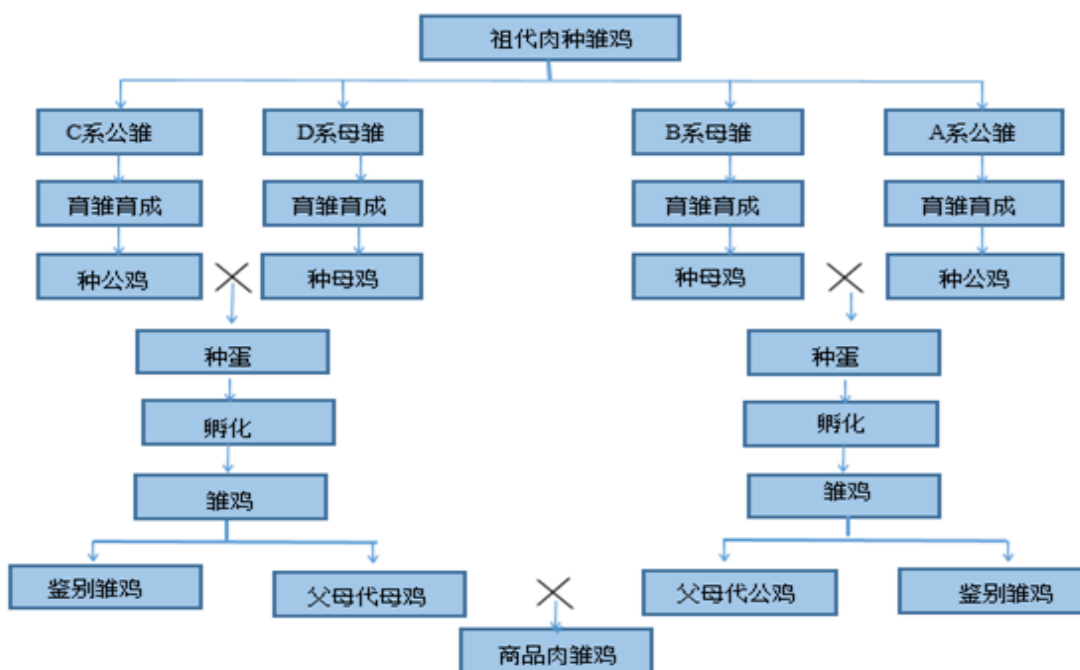 祖代肉种雏鸡
C系公雏
D系母雏
B系母雏
A系公雏
育雏育成
育雏育成
育雏育成
育雏育成
种公鸡
种母鸡
种母鸡
种公鸡
种蛋
种蛋
孵化
孵化
雏鸡
雏鸡
鉴别雏鸡
父母代母鸡
父母代公鸡
鉴别雏鸡
商品肉雏鸡